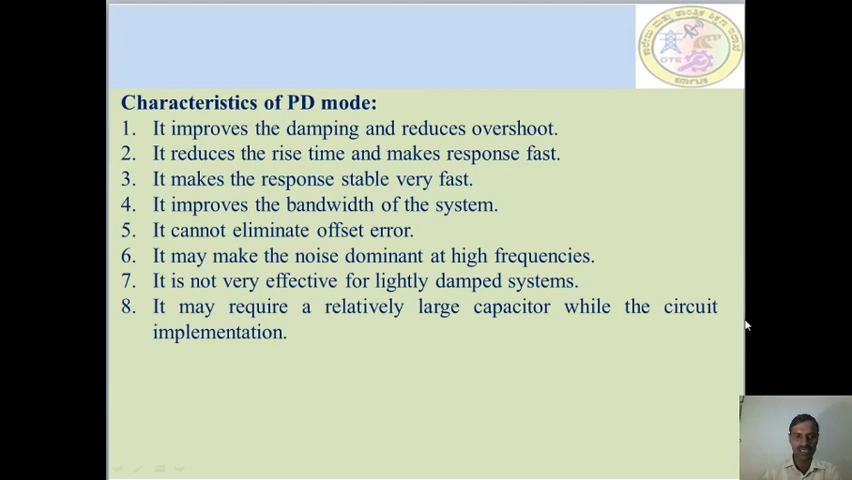 DTE
Characteristics of PD mode:
1. It improves the damping and reduces overshoot.
2. It reduces the rise time and makes response fast.
3. It makes the response stable very fast.
4. It improves the bandwidth of the system.
5. It cannot eliminate offset error.
6. It may make the noise dominant at high frequencies.
7. It is not very effective for lightly damped systems.
8. It may require a relatively large capacitor while the circuit
implementation.